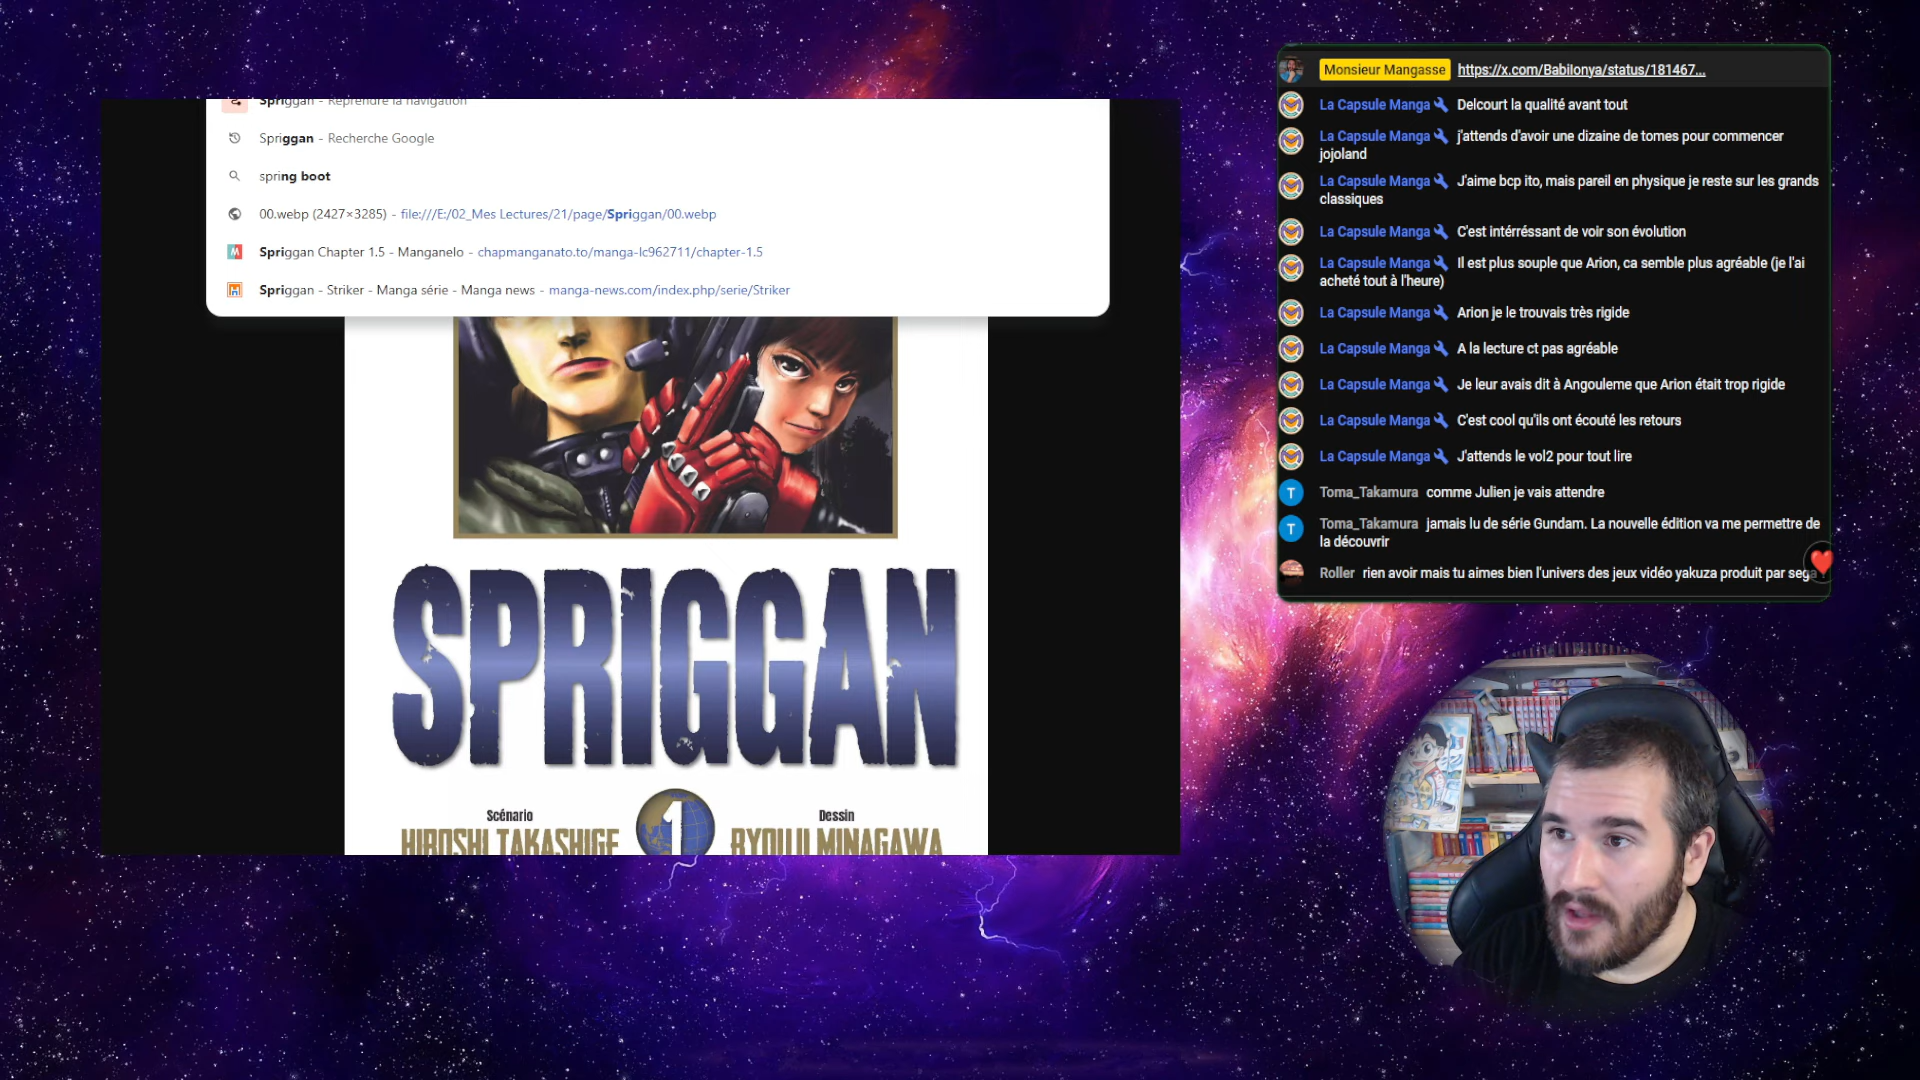 Spriggan - Reprendre la navigation
Spriggan - Recherche Google
spring boot
00.webp (2427×3285) - file:///E:/02_Mes Lectures/21/page/Spriggan/00.webp
Spriggan Chapter 1.5 - Manganelo - chapmanganato.to/manga-lc962711/chapter-1.5
Spriggan - Striker - Manga série - Manga news - manga-news.com/index.php/serie/Striker
SPRIGGAN
Scénario
HIROSHI TAKASHIGE
1
Dessin
RYOUJI MINAGAWA
Monsieur Mangasse https://x.com/Babilonya/status/181467...
La Capsule Manga Delcourt la qualité avant tout
La Capsule Manga j'attends d'avoir une dizaine de tomes pour commencer
jojoland
La Capsule Manga J'aime bcp ito, mais pareil en physique je reste sur les grands
classiques
La Capsule Manga C'est intérréssant de voir son évolution
La Capsule Manga Il est plus souple que Arion, ca semble plus agréable (je l'ai
acheté tout à l'heure)
La Capsule Manga Arion je le trouvais très rigide
La Capsule Manga A la lecture ct pas agréable
La Capsule Manga Je leur avais dit à Angouleme que Arion était trop rigide
La Capsule Manga C'est cool qu'ils ont écouté les retours
La Capsule Manga J'attends le vol2 pour tout lire
T Toma_Takamura comme Julien je vais attendre
T Toma_Takamura jamais lu de série Gundam. La nouvelle édition va me permettre de
la découvrir
Roller rien avoir mais tu aimes bien l'univers des jeux vidéo yakuza produit par sega